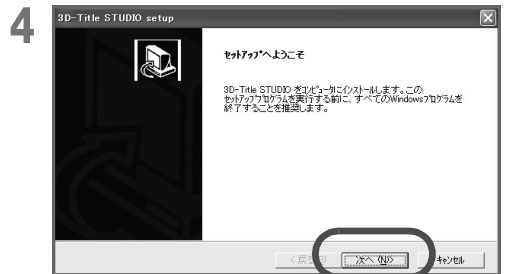 4
3D-Title STUDIO setup
セットアップへようこそ
3D-Title STUDIO をコンピュータにインストールします。この
セットアッププログラムを実行する前に、すべてのWindowsプログラムを
終了することを推奨します。
< 戻る 次へ (N)> キャンセル